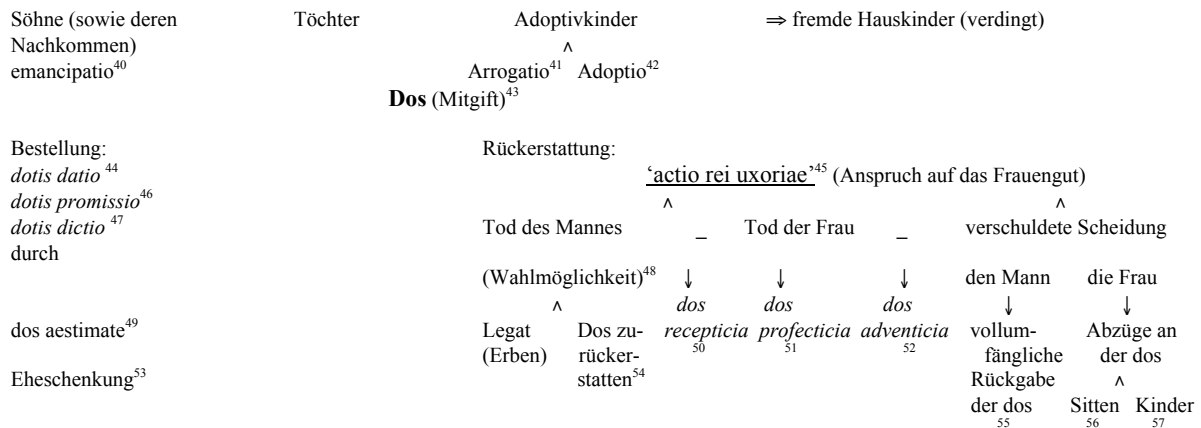 Söhne (sowie deren Töchter Adoptivkinder ⇒ fremde Hauskinder (verdingt)
Nachkommen) ^
emancipatio40 Arrogatio41 Adoptio42
Dos (Mitgift)43
Bestellung: Rückerstattung:
dotis datio 44 ‘actio rei uxoriae’45 (Anspruch auf das Frauengut)
dotis promissio46 ^ ^
dotis dictio 47 Tod des Mannes – Tod der Frau – verschuldete Scheidung
durch
(Wahlmöglichkeit)48 ↓ ↓ ↓ den Mann die Frau
^ dos dos dos ↓ ↓
dos aestimate49 Legat Dos zu- recepticia profecticia adventicia vollum- Abzüge an
(Erben) rücker- 50 51 52 fängliche der dos
Eheschenkung53 statten54 Rückgabe ^
der dos Sitten Kinder
55 56 57